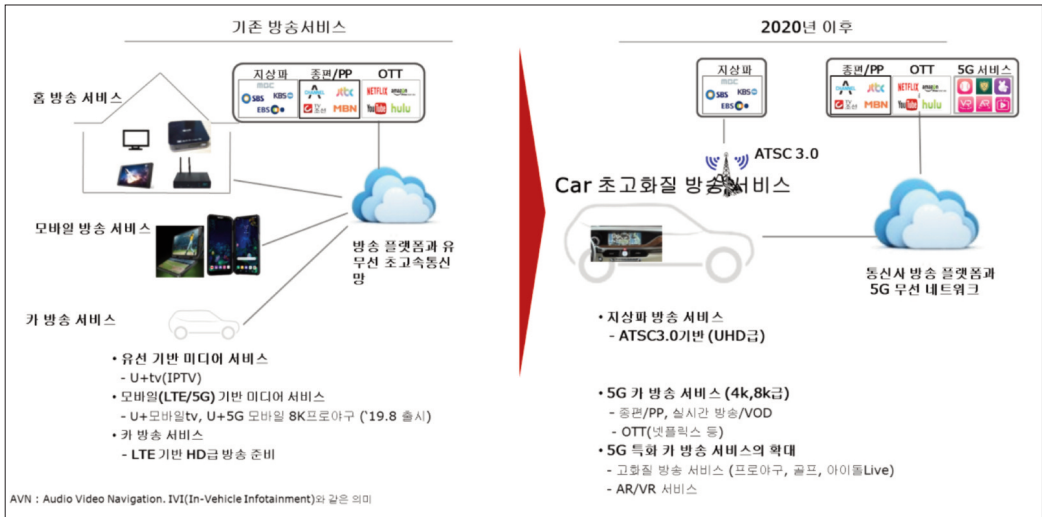 기존 방송서비스
홈 방송 서비스
지상파 종편/PP OTT
MBC
SBS KBS
EBS
CHANNEL A jtbc
TV조선 MBN
NETFLIX amazon
YouTube hulu
모바일 방송 서비스
방송 플랫폼과 유
무선 초고속통신
망
카 방송 서비스
• 유선 기반 미디어 서비스
- U+tv(IPTV)
• 모바일(LTE/5G) 기반 미디어 서비스
- U+모바일tv, U+5G 모바일 8K프로야구 ('19.8 출시)
• 카 방송 서비스
- LTE 기반 HD급 방송 준비
AVN : Audio Video Navigation. IVI(In-Vehicle Infotainment)와 같은 의미
2020년 이후
지상파
MBC
SBS KBS
EBS
종편/PP OTT 5G 서비스
CHANNEL A jtbc
TV조선 MBN
NETFLIX amazon
YouTube hulu
VR AR
ATSC 3.0
Car 초고화질 방송 서비스
통신사 방송 플랫폼과
5G 무선 네트워크
• 지상파 방송 서비스
- ATSC3.0기반 (UHD급)
• 5G 카 방송 서비스 (4k,8k급)
- 종편/PP, 실시간 방송/VOD
- OTT(넷플릭스 등)
• 5G 특화 카 방송 서비스의 확대
- 고화질 방송 서비스 (프로야구, 골프, 아이돌Live)
- AR/VR 서비스